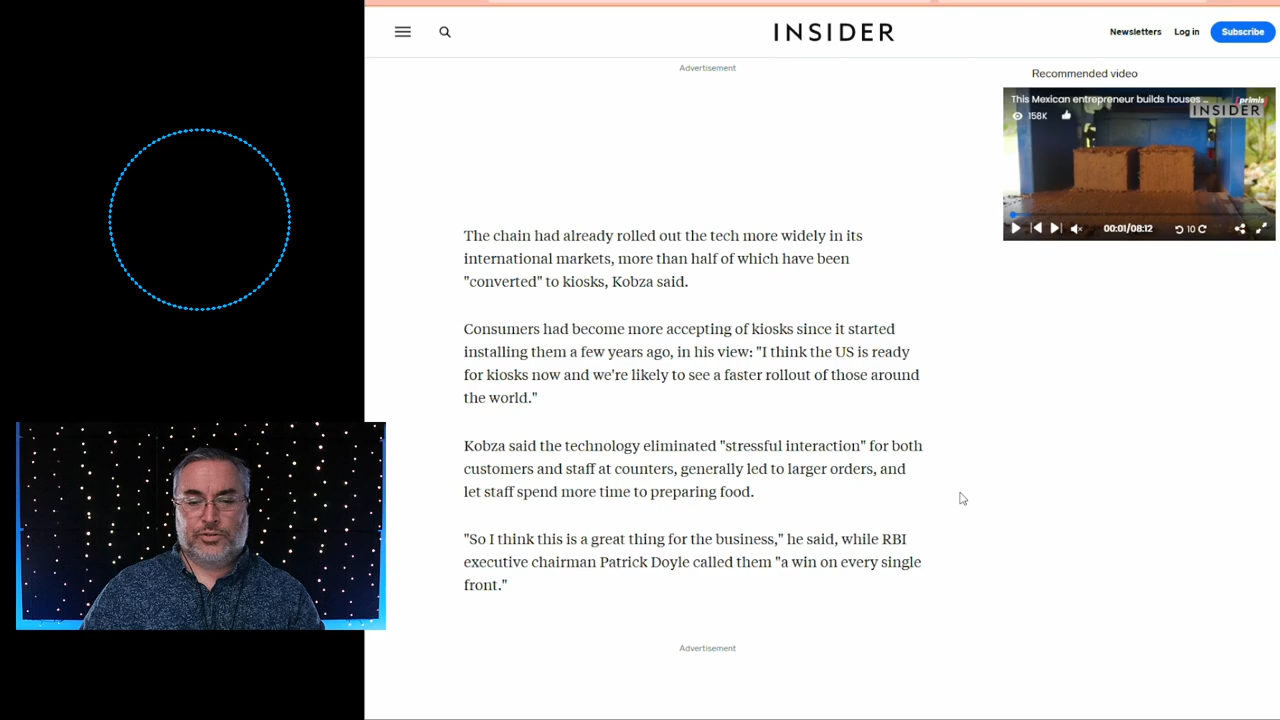 INSIDER
Newsletters
Log in
Subscribe
Advertisement
Recommended video
This Mexican entrepreneur builds houses ...
primis
INSIDER
158K
00:01/08:12
10
The chain had already rolled out the tech more widely in its
international markets, more than half of which have been
"converted" to kiosks, Kobza said.
Consumers had become more accepting of kiosks since it started
installing them a few years ago, in his view: "I think the US is ready
for kiosks now and we're likely to see a faster rollout of those around
the world."
Kobza said the technology eliminated "stressful interaction" for both
customers and staff at counters, generally led to larger orders, and
let staff spend more time to preparing food.
"So I think this is a great thing for the business," he said, while RBI
executive chairman Patrick Doyle called them "a win on every single
front."
Advertisement